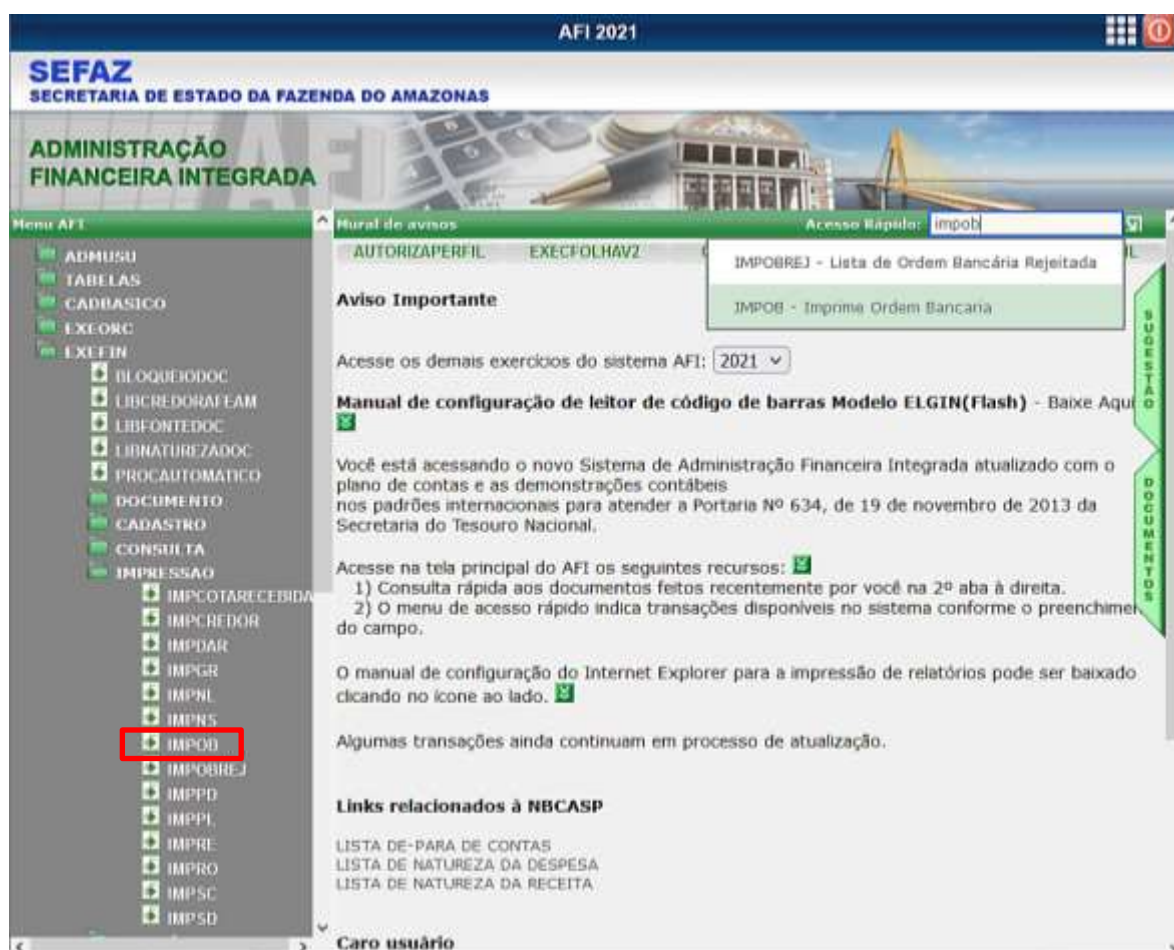 AFI 2021
SEFAZ
SECRETARIA DE ESTADO DA FAZENDA DO AMAZONAS
ADMINISTRAÇÃO
FINANCEIRA INTEGRADA
Menu AFI
ADMUSU
TABELAS
CADBASICO
EXEORC
EXEFIN
BLOQUEIODOC
LIBCREDORAFEAM
LIBFONTEDOC
LIBNATUREZADOC
PROCAUTOMATICO
DOCUMENTO
CADASTRO
CONSULTA
IMPRESSAO
IMPCOTARECEBIDA
IMPCREDOR
IMPDAR
IMPGR
IMPNL
IMPNS
IMPOB
IMPOBREJ
IMPPD
IMPPL
IMPRE
IMPRO
IMPSC
IMPSD
Mural de avisos
Acesso Rápido: impob
AUTORIZAPERFIL EXECFOLHAV2
IMPOBREJ - Lista de Ordem Bancária Rejeitada
IMPOB - Imprime Ordem Bancaria
Aviso Importante
Acesse os demais exercícios do sistema AFI: 2021
Manual de configuração de leitor de código de barras Modelo ELGIN(Flash) - Baixe Aqui
Você está acessando o novo Sistema de Administração Financeira Integrada atualizado com o
plano de contas e as demonstrações contábeis
nos padrões internacionais para atender a Portaria Nº 634, de 19 de novembro de 2013 da
Secretaria do Tesouro Nacional.
Acesse na tela principal do AFI os seguintes recursos:
1) Consulta rápida aos documentos feitos recentemente por você na 2º aba à direita.
2) O menu de acesso rápido indica transações disponíveis no sistema conforme o preenchimen
do campo.
O manual de configuração do Internet Explorer para a impressão de relatórios pode ser baixado
clicando no ícone ao lado.
Algumas transações ainda continuam em processo de atualização.
Links relacionados à NBCASP
LISTA DE-PARA DE CONTAS
LISTA DE NATUREZA DA DESPESA
LISTA DE NATUREZA DA RECEITA
Caro usuário
SUGESTÃO
DOCUMENTOS